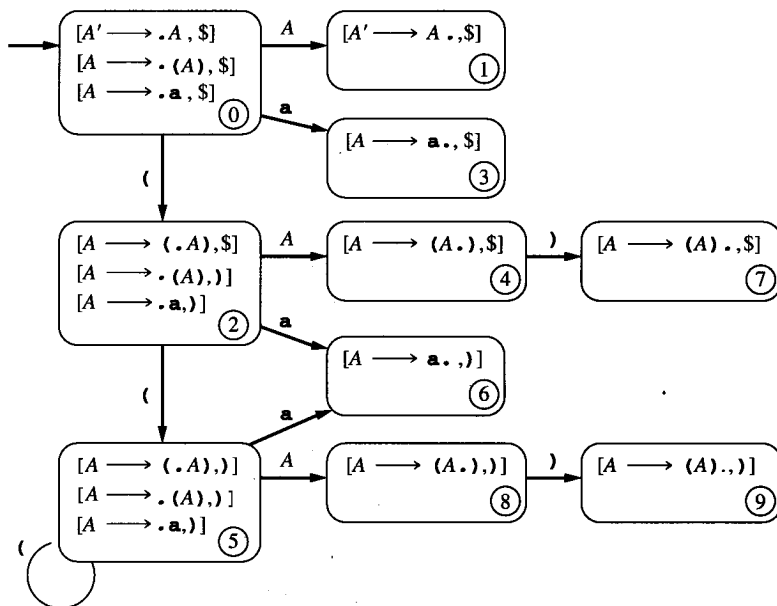 [A′ ⟶ .A , $] A [A′ ⟶ A .,$]
[A ⟶ .(A), $]
[A ⟶ .a , $] 1
0 a [A ⟶ a., $]
3
(
[A ⟶ (.A),$] A [A ⟶ (A.),$] ) [A ⟶ (A).,$]
[A ⟶ .(A),)]
[A ⟶ .a,)] 4 7
2 a
[A ⟶ a.,)]
( a 6
[A ⟶ (.A),)] A [A ⟶ (A.),)] ) [A ⟶ (A).,)]
[A ⟶ .(A),)]
[A ⟶ .a,)] 8 9
( 5